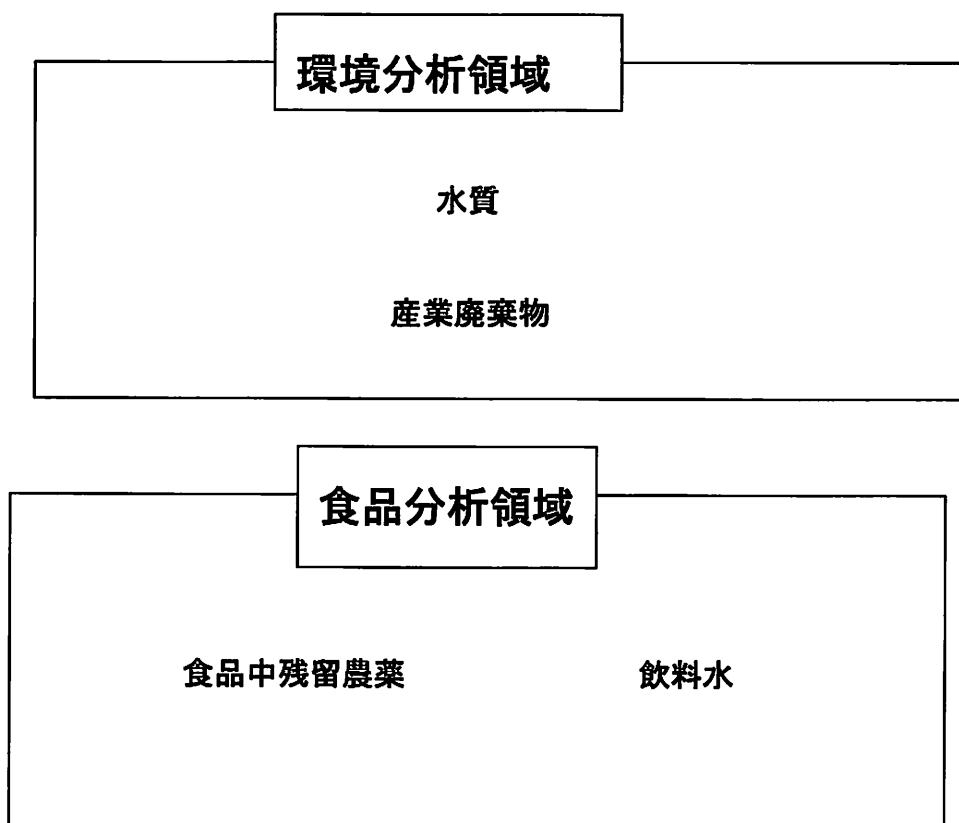 環境分析領域
水質
産業廃棄物
食品分析領域
食品中残留農薬 飲料水